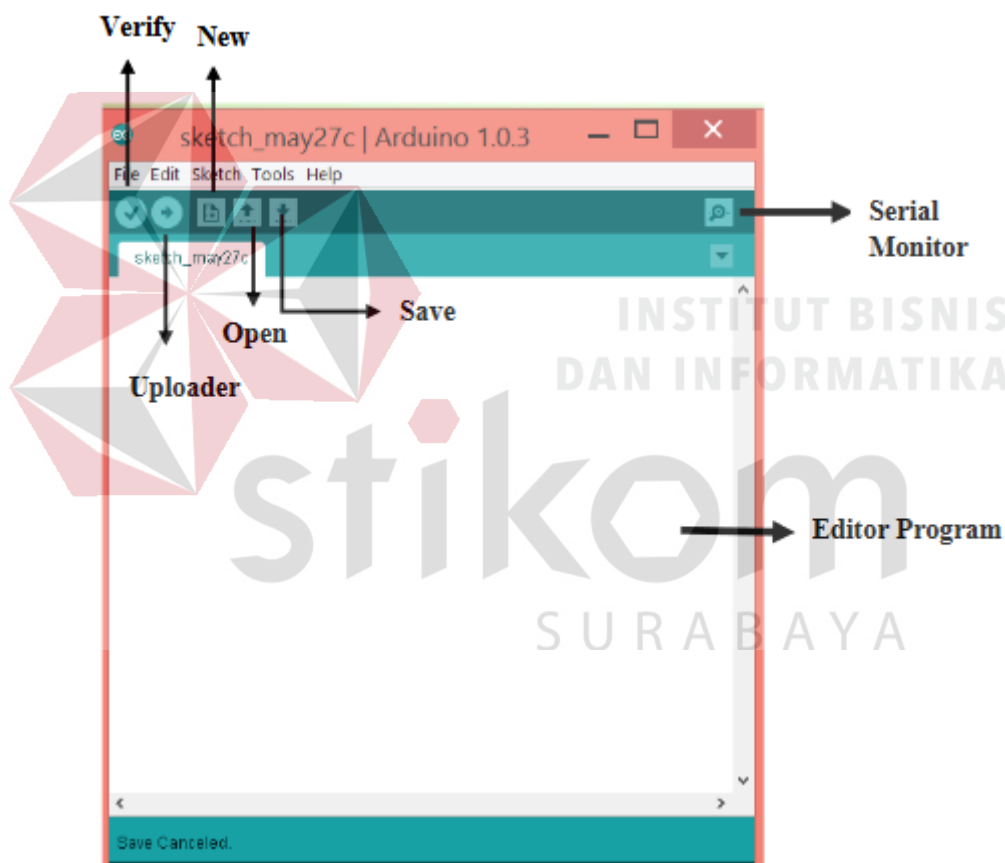 Verify
New
sketch_may27c | Arduino 1.0.3
File Edit Sketch Tools Help
sketch_may27c
Serial
Monitor
Save
Open
Uploader
INSTITUT BISNIS
DAN INFORMATIKA
stikom
Editor Program
SURABAYA
Save Canceled.